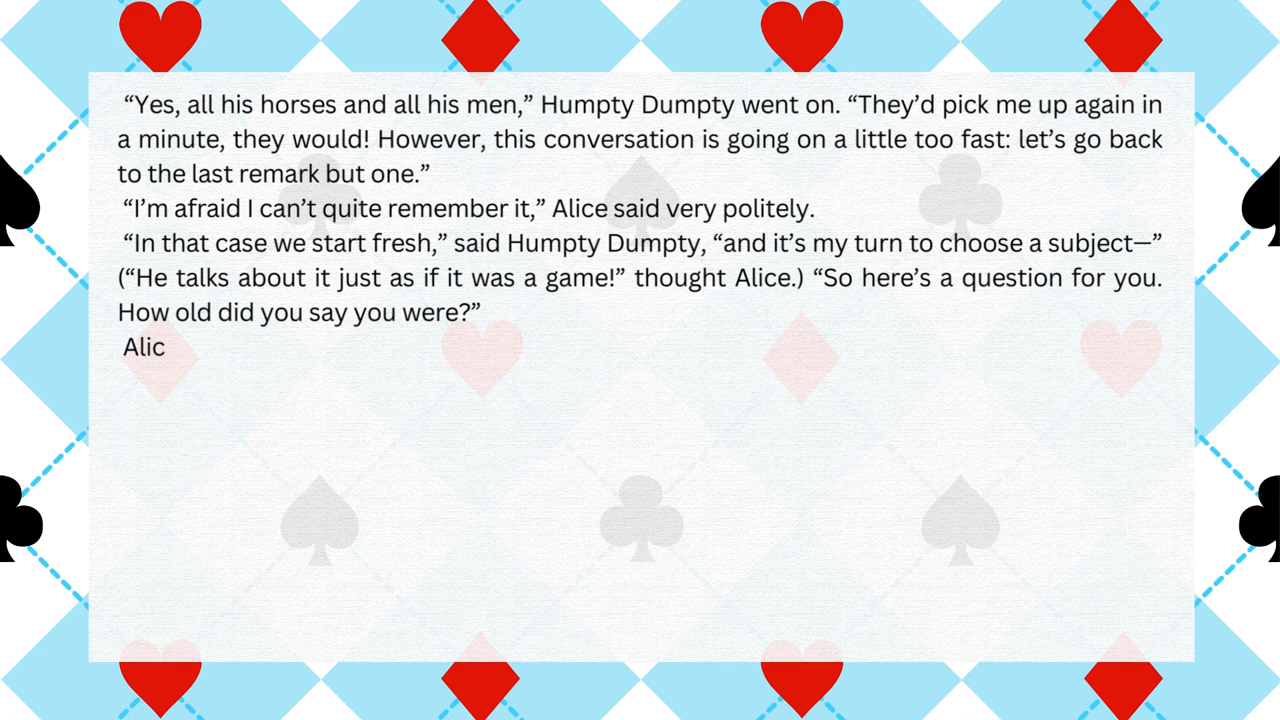 “Yes, all his horses and all his men,” Humpty Dumpty went on. “They’d pick me up again in
a minute, they would! However, this conversation is going on a little too fast: let’s go back
to the last remark but one.”
“I’m afraid I can’t quite remember it,” Alice said very politely.
“In that case we start fresh,” said Humpty Dumpty, “and it’s my turn to choose a subject—”
(“He talks about it just as if it was a game!” thought Alice.) “So here’s a question for you.
How old did you say you were?”
Alic